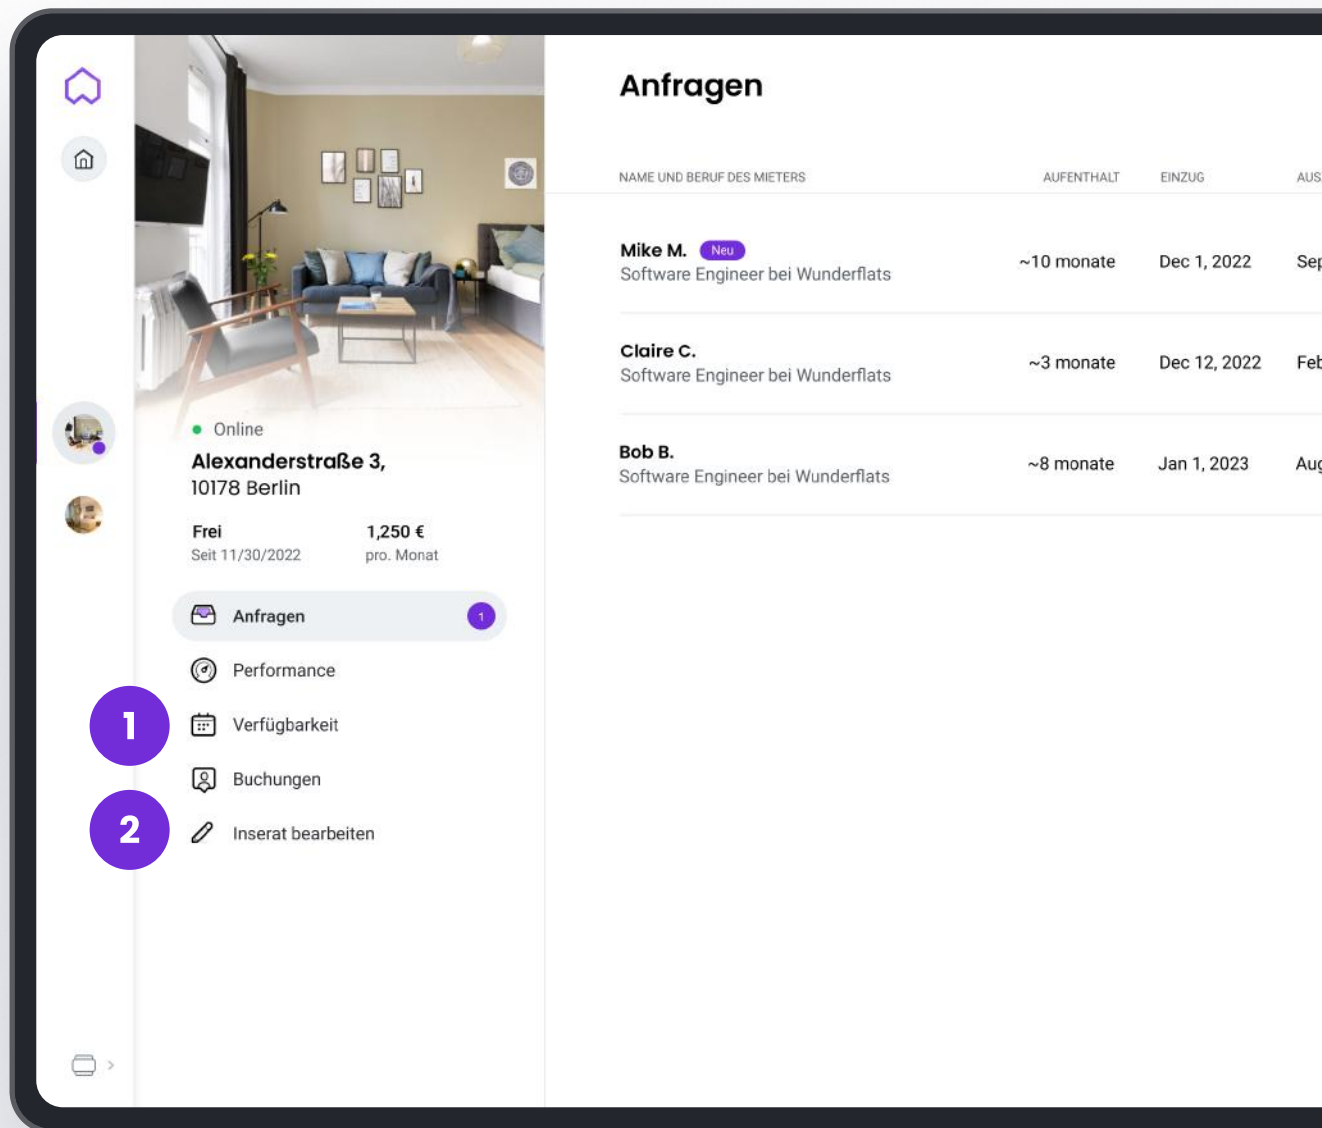 Anfragen
NAME UND BERUF DES MIETERS AUFENTHALT EINZUG
Mike M. Neu
Software Engineer bei Wunderflats
~10 monate Dec 1, 2022 Sep
Claire C.
Software Engineer bei Wunderflats
~3 monate Dec 12, 2022 Feb
Bob B.
Software Engineer bei Wunderflats
~8 monate Jan 1, 2023 Aug
Online
Alexanderstraße 3,
10178 Berlin
Frei 1,250 €
Seit 11/30/2022 pro. Monat
Anfragen 1
Performance
1 Verfügbarkeit
Buchungen
2 Inserat bearbeiten